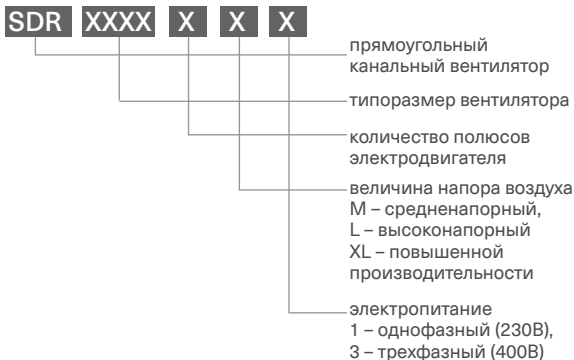 SDR XXXX X X X
прямоугольный
канальный вентилятор
типоразмер вентилятора
количество полюсов
электродвигателя
величина напора воздуха
M – средненапорный,
L – высоконапорный
XL – повышенной
производительности
электропитание
1 – однофазный (230В),
3 – трехфазный (400В)